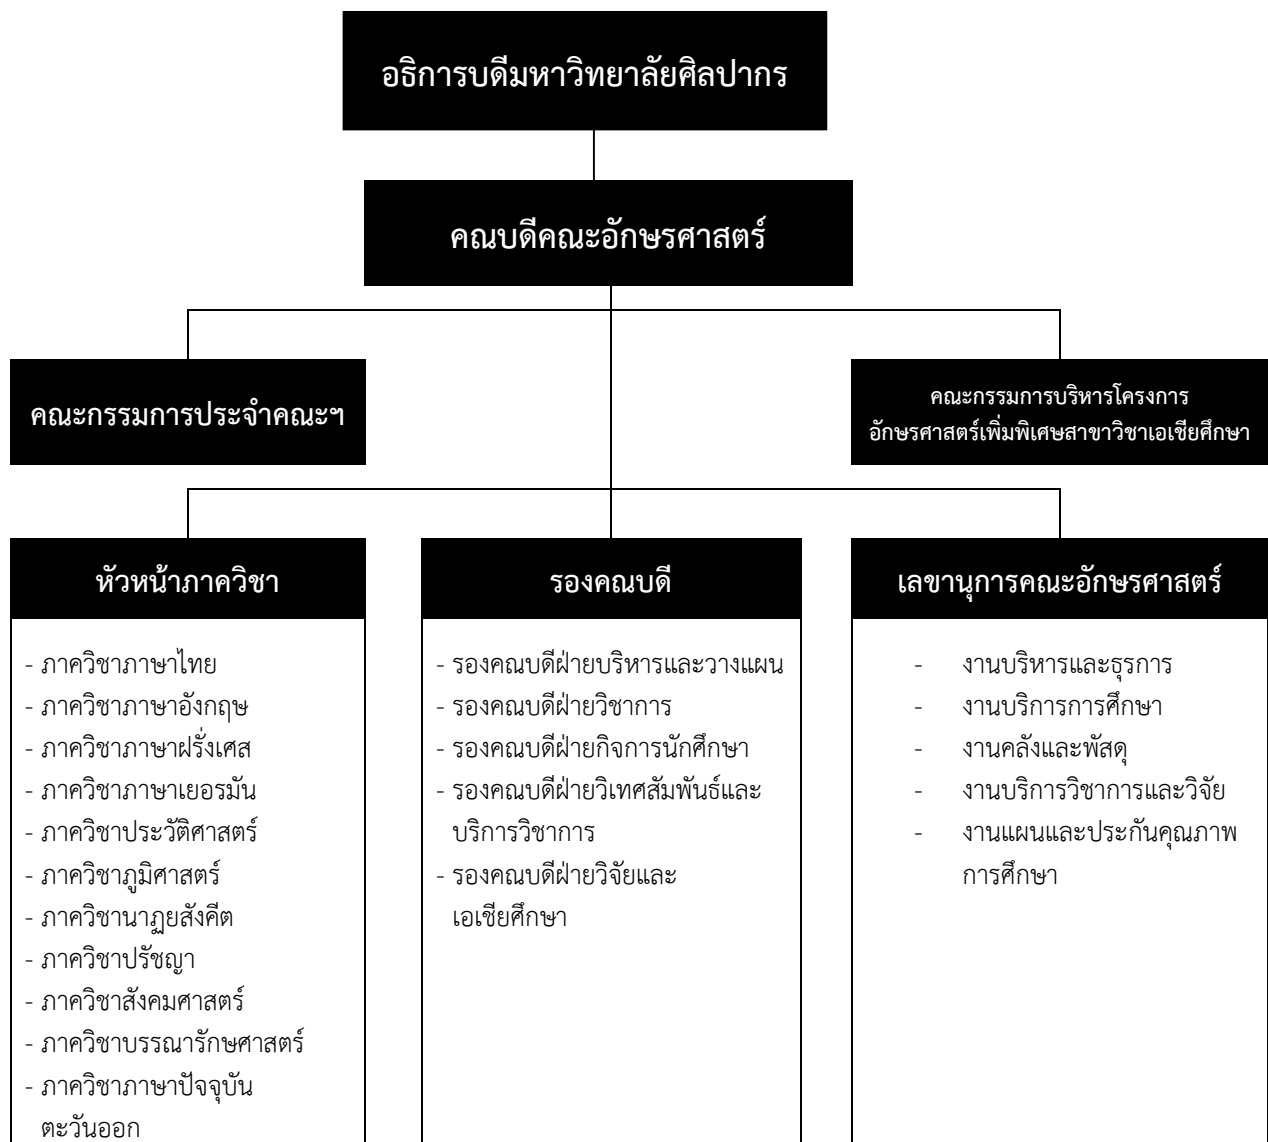 อธิการบดีมหาวิทยาลัยศิลปากร
คณบดีคณะอักษรศาสตร์
คณะกรรมการประจำคณะฯ
คณะกรรมการบริหารโครงการ
อักษรศาสตร์เพิ่มพิเศษสาขาวิชาเอเชียศึกษา
หัวหน้าภาควิชา
- ภาควิชาภาษาไทย
- ภาควิชาภาษาอังกฤษ
- ภาควิชาภาษาฝรั่งเศส
- ภาควิชาภาษาเยอรมัน
- ภาควิชาประวัติศาสตร์
- ภาควิชาภูมิศาสตร์
- ภาควิชานาฏยสังคีต
- ภาควิชาปรัชญา
- ภาควิชาสังคมศาสตร์
- ภาควิชาบรรณารักษศาสตร์
- ภาควิชาภาษาปัจจุบัน
ตะวันออก
รองคณบดี
- รองคณบดีฝ่ายบริหารและวางแผน
- รองคณบดีฝ่ายวิชาการ
- รองคณบดีฝ่ายกิจการนักศึกษา
- รองคณบดีฝ่ายวิเทศสัมพันธ์และ
บริการวิชาการ
- รองคณบดีฝ่ายวิจัยและ
เอเชียศึกษา
เลขานุการคณะอักษรศาสตร์
- งานบริหารและธุรการ
- งานบริการการศึกษา
- งานคลังและพัสดุ
- งานบริการวิชาการและวิจัย
- งานแผนและประกันคุณภาพ
การศึกษา